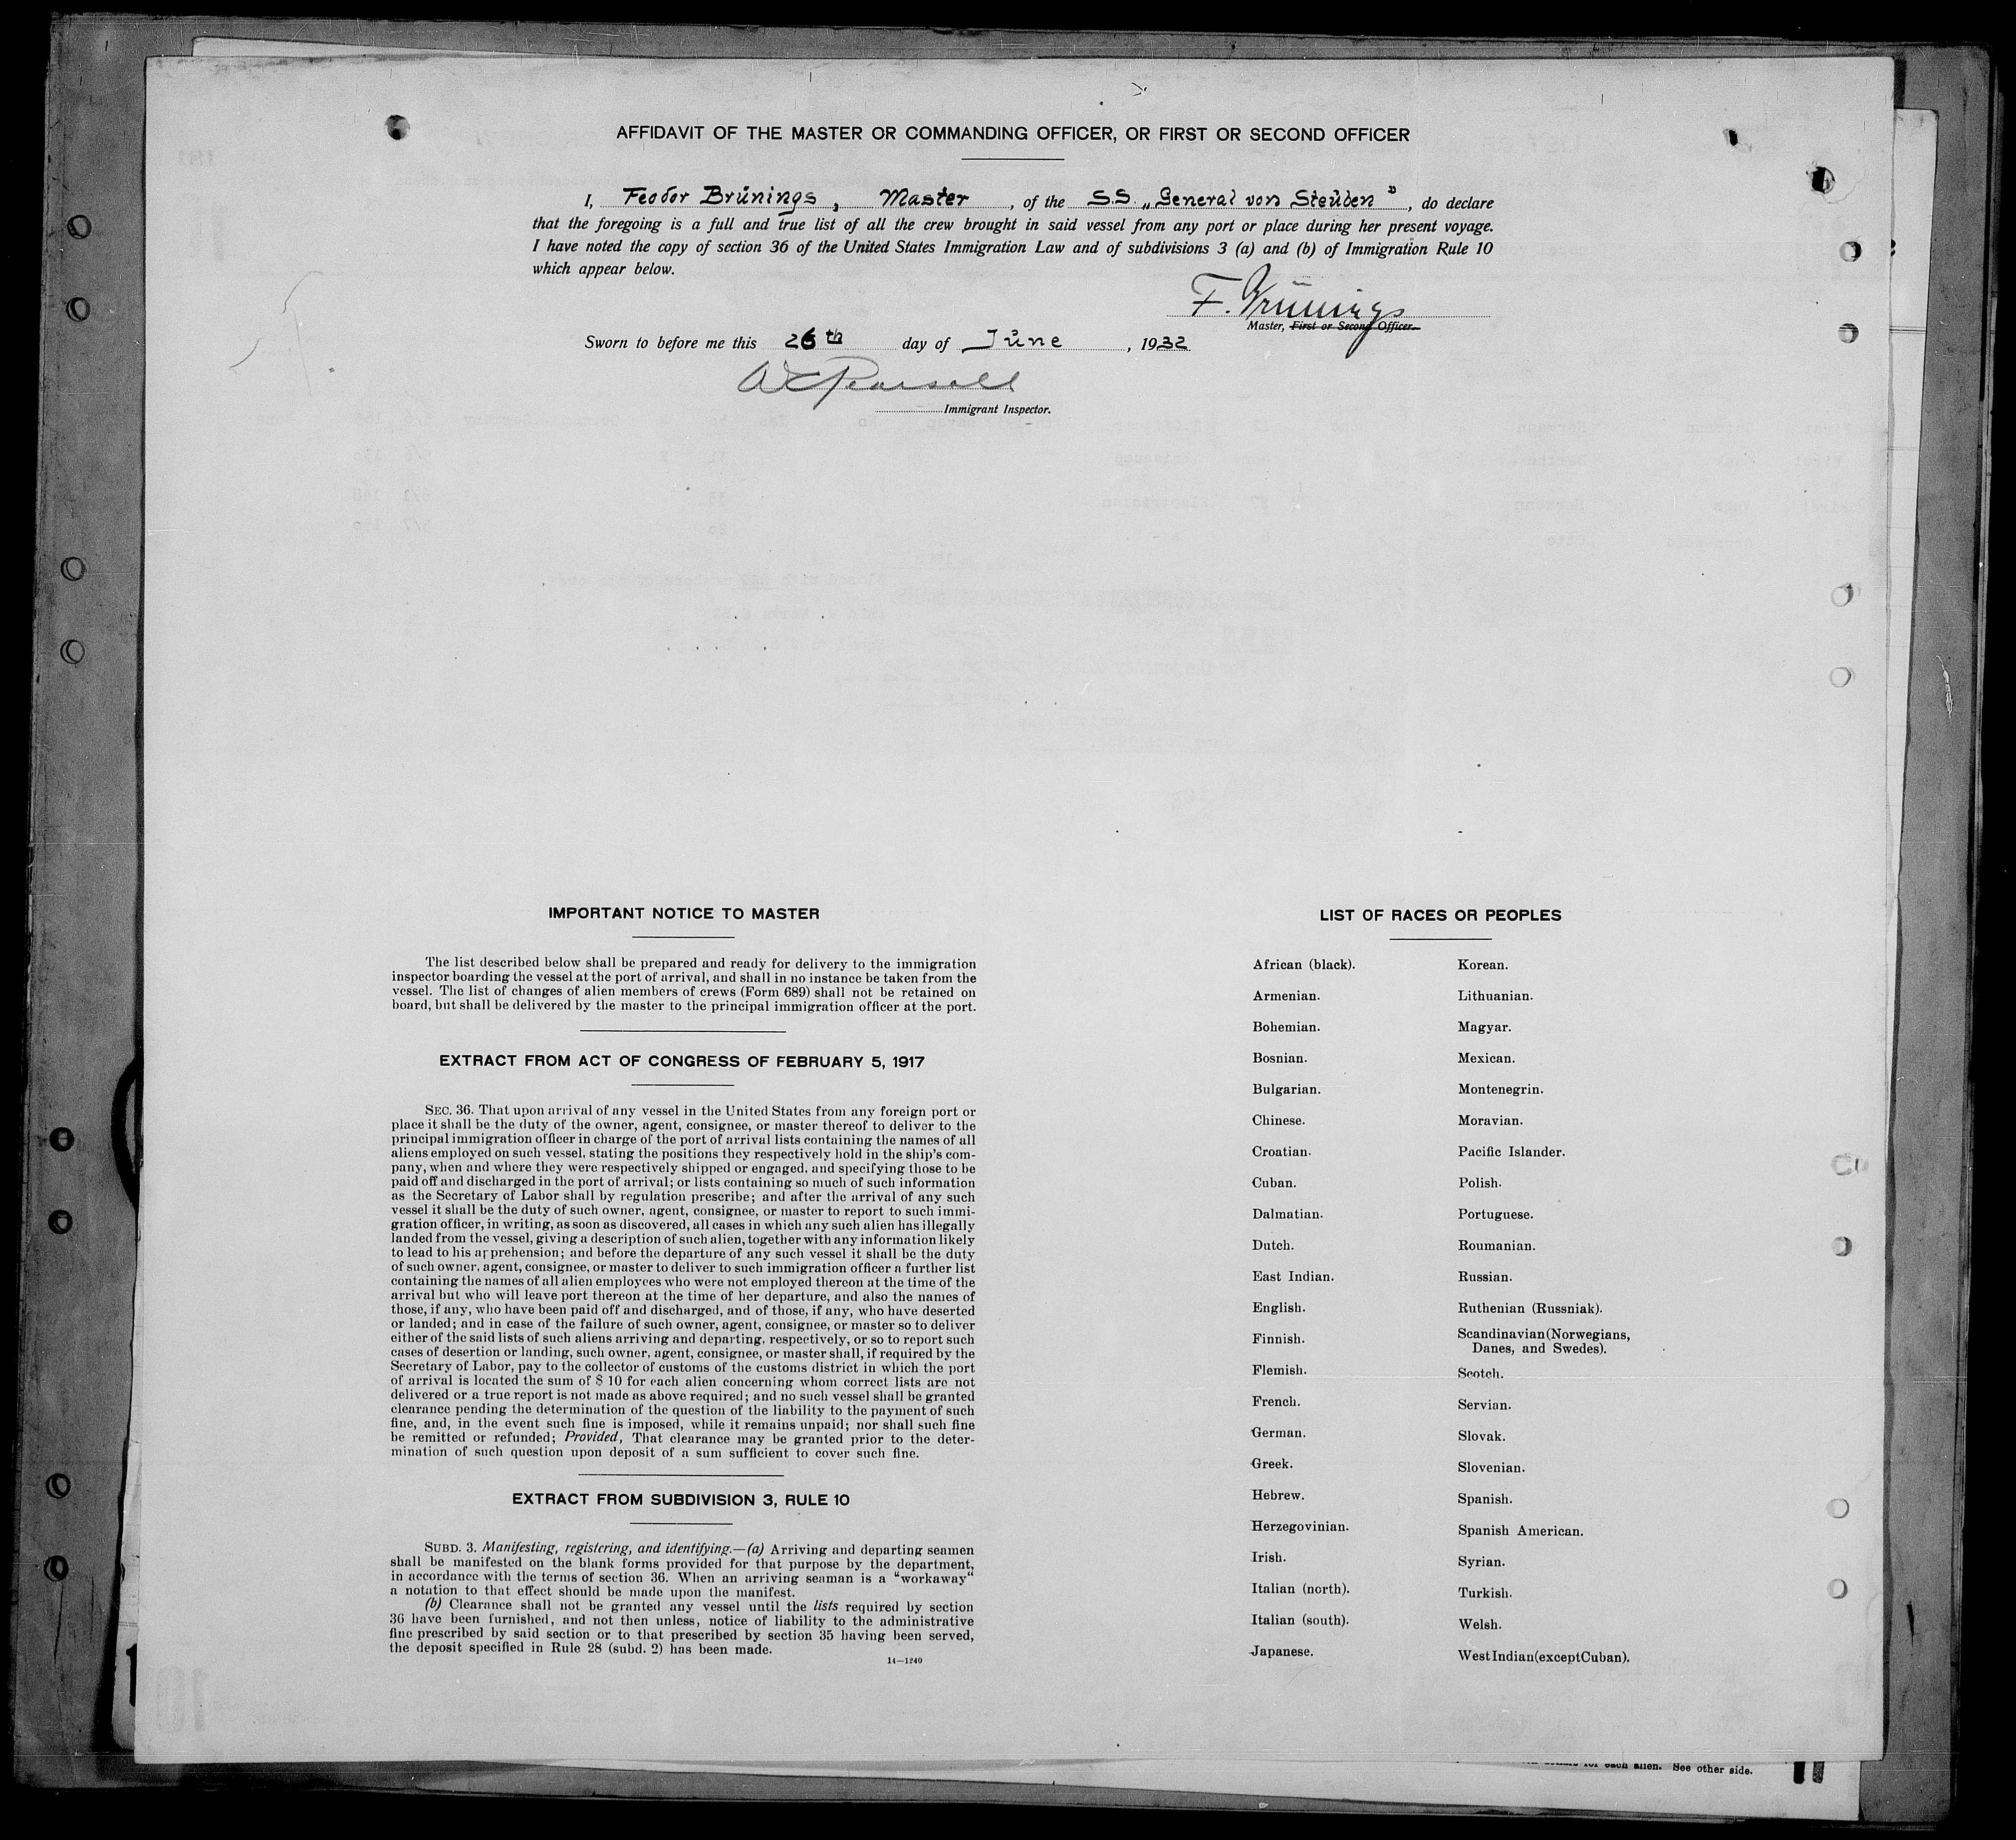 AFFIDAVIT OF THE MASTER OR COMMANDING OFFICER, OR FIRST OR SECOND OFFICER
I, Feodor Brünings, Master, of the S.S. „General von Steüben", do declare
that the foregoing is a full and true list of all the crew brought in said vessel from any port or place during her present voyage.
I have noted the copy of section 36 of the United States Immigration Law and of subdivisions 3 (a) and (b) of Immigration Rule 10
which appear below.
F. Brünings
Master, First or Second Officer.
Sworn to before me this 26th day of Jüne, 1932
Immigrant Inspector.
IMPORTANT NOTICE TO MASTER
The list described below shall be prepared and ready for delivery to the immigration
inspector boarding the vessel at the port of arrival, and shall in no instance be taken from the
vessel. The list of changes of alien members of crews (Form 689) shall not be retained on
board, but shall be delivered by the master to the principal immigration officer at the port.
EXTRACT FROM ACT OF CONGRESS OF FEBRUARY 5, 1917
SEC. 36. That upon arrival of any vessel in the United States from any foreign port or
place it shall be the duty of the owner, agent, consignee, or master thereof to deliver to the
principal immigration officer in charge of the port of arrival lists containing the names of all
aliens employed on such vessel, stating the positions they respectively hold in the ship's com-
pany, when and where they were respectively shipped or engaged, and specifying those to be
paid off and discharged in the port of arrival; or lists containing so much of such information
as the Secretary of Labor shall by regulation prescribe; and after the arrival of any such
vessel it shall be the duty of such owner, agent, consignee, or master to report to such immi-
gration officer, in writing, as soon as discovered, all cases in which any such alien has illegally
landed from the vessel, giving a description of such alien, together with any information likely
to lead to his apprehension; and before the departure of any such vessel it shall be the duty
of such owner, agent, consignee, or master to deliver to such immigration officer a further list
containing the names of all alien employees who were not employed thereon at the time of the
arrival but who will leave port thereon at the time of her departure, and also the names of
those, if any, who have been paid off and discharged, and of those, if any, who have deserted
or landed; and in case of the failure of such owner, agent, consignee, or master so to deliver
either of the said lists of such aliens arriving and departing, respectively, or so to report such
cases of desertion or landing, such owner, agent, consignee, or master shall, if required by the
Secretary of Labor, pay to the collector of customs of the customs district in which the port
of arrival is located the sum of $ 10 for each alien concerning whom correct lists are not
delivered or a true report is not made as above required; and no such vessel shall be granted
clearance pending the determination of the question of the liability to the payment of such
fine, and, in the event such fine is imposed, while it remains unpaid; nor shall such fine
be remitted or refunded; Provided, That clearance may be granted prior to the deter-
mination of such question upon deposit of a sum sufficient to cover such fine.
EXTRACT FROM SUBDIVISION 3, RULE 10
SUBD. 3. Manifesting, registering, and identifying.—(a) Arriving and departing seamen
shall be manifested on the blank forms provided for that purpose by the department,
in accordance with the terms of section 36. When an arriving seaman is a "workaway"
a notation to that effect should be made upon the manifest.
(b) Clearance shall not be granted any vessel until the lists required by section
36 have been furnished, and not then unless, notice of liability to the administrative
fine prescribed by said section or to that prescribed by section 35 having been served,
the deposit specified in Rule 28 (subd. 2) has been made.
14—1240
LIST OF RACES OR PEOPLES
African (black).
Armenian.
Bohemian.
Bosnian.
Bulgarian.
Chinese.
Croatian.
Cuban.
Dalmatian.
Dutch.
East Indian.
English.
Finnish.
Flemish.
French.
German.
Greek.
Hebrew.
Herzegovinian.
Irish.
Italian (north).
Italian (south).
Japanese.
Korean.
Lithuanian.
Magyar.
Mexican.
Montenegrin.
Moravian.
Pacific Islander.
Polish.
Portuguese.
Roumanian.
Russian.
Ruthenian (Russniak).
Scandinavian (Norwegians,
Danes, and Swedes).
Scotch.
Servian.
Slovak.
Slovenian.
Spanish.
Spanish American.
Syrian.
Turkish.
Welsh.
West Indian (except Cuban).
for each alien. See other side.
11